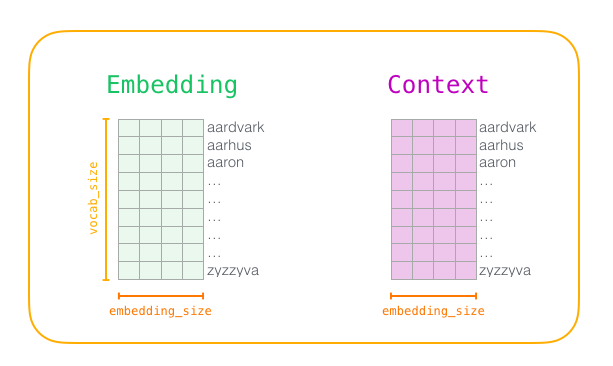 Embedding
Context
vocab_size
aardvark
aarhus
aaron
...
...
...
...
...
zyzzyva
embedding_size
aardvark
aarhus
aaron
...
...
...
...
...
zyzzyva
embedding_size